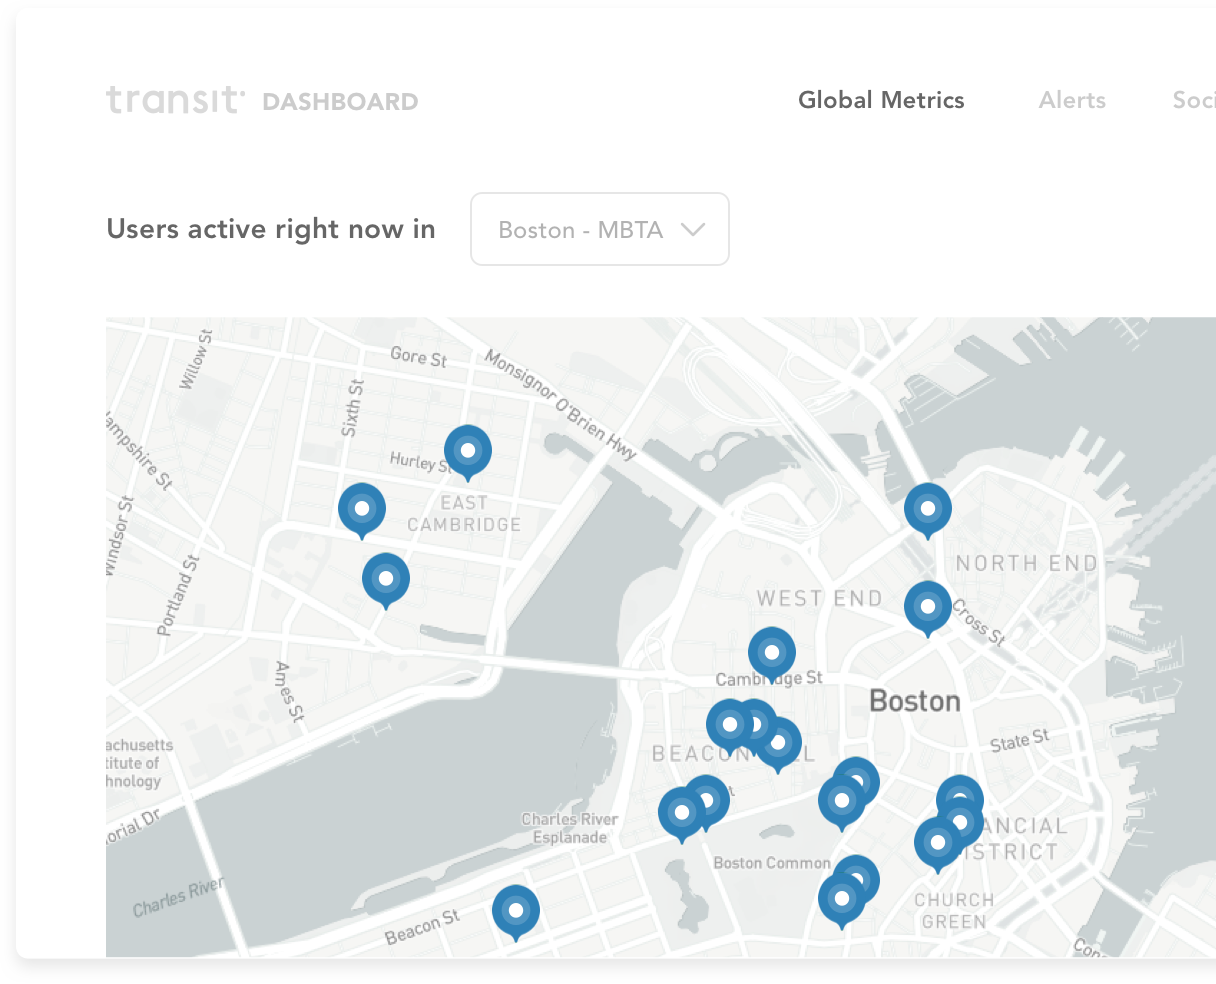 transit DASHBOARD
Global Metrics
Alerts
Soci
Users active right now in
Boston - MBTA
Willow St
Gore St
Monsignor O'Brien Hwy
Sixth St
ampshire St
Hurley St
EAST
CAMBRIDGE
Windsor St
Portland St
NORTH END
WEST END
Cross St
Ames St
Cambridge St
Boston
State St
achusetts
titute of
hnology
BEACON
LL
orial Dr
Charles River
Esplanade
ANCIAL
ISTRICT
Boston Common
Charles River
CHURCH
GREEN
Beacon St
Con